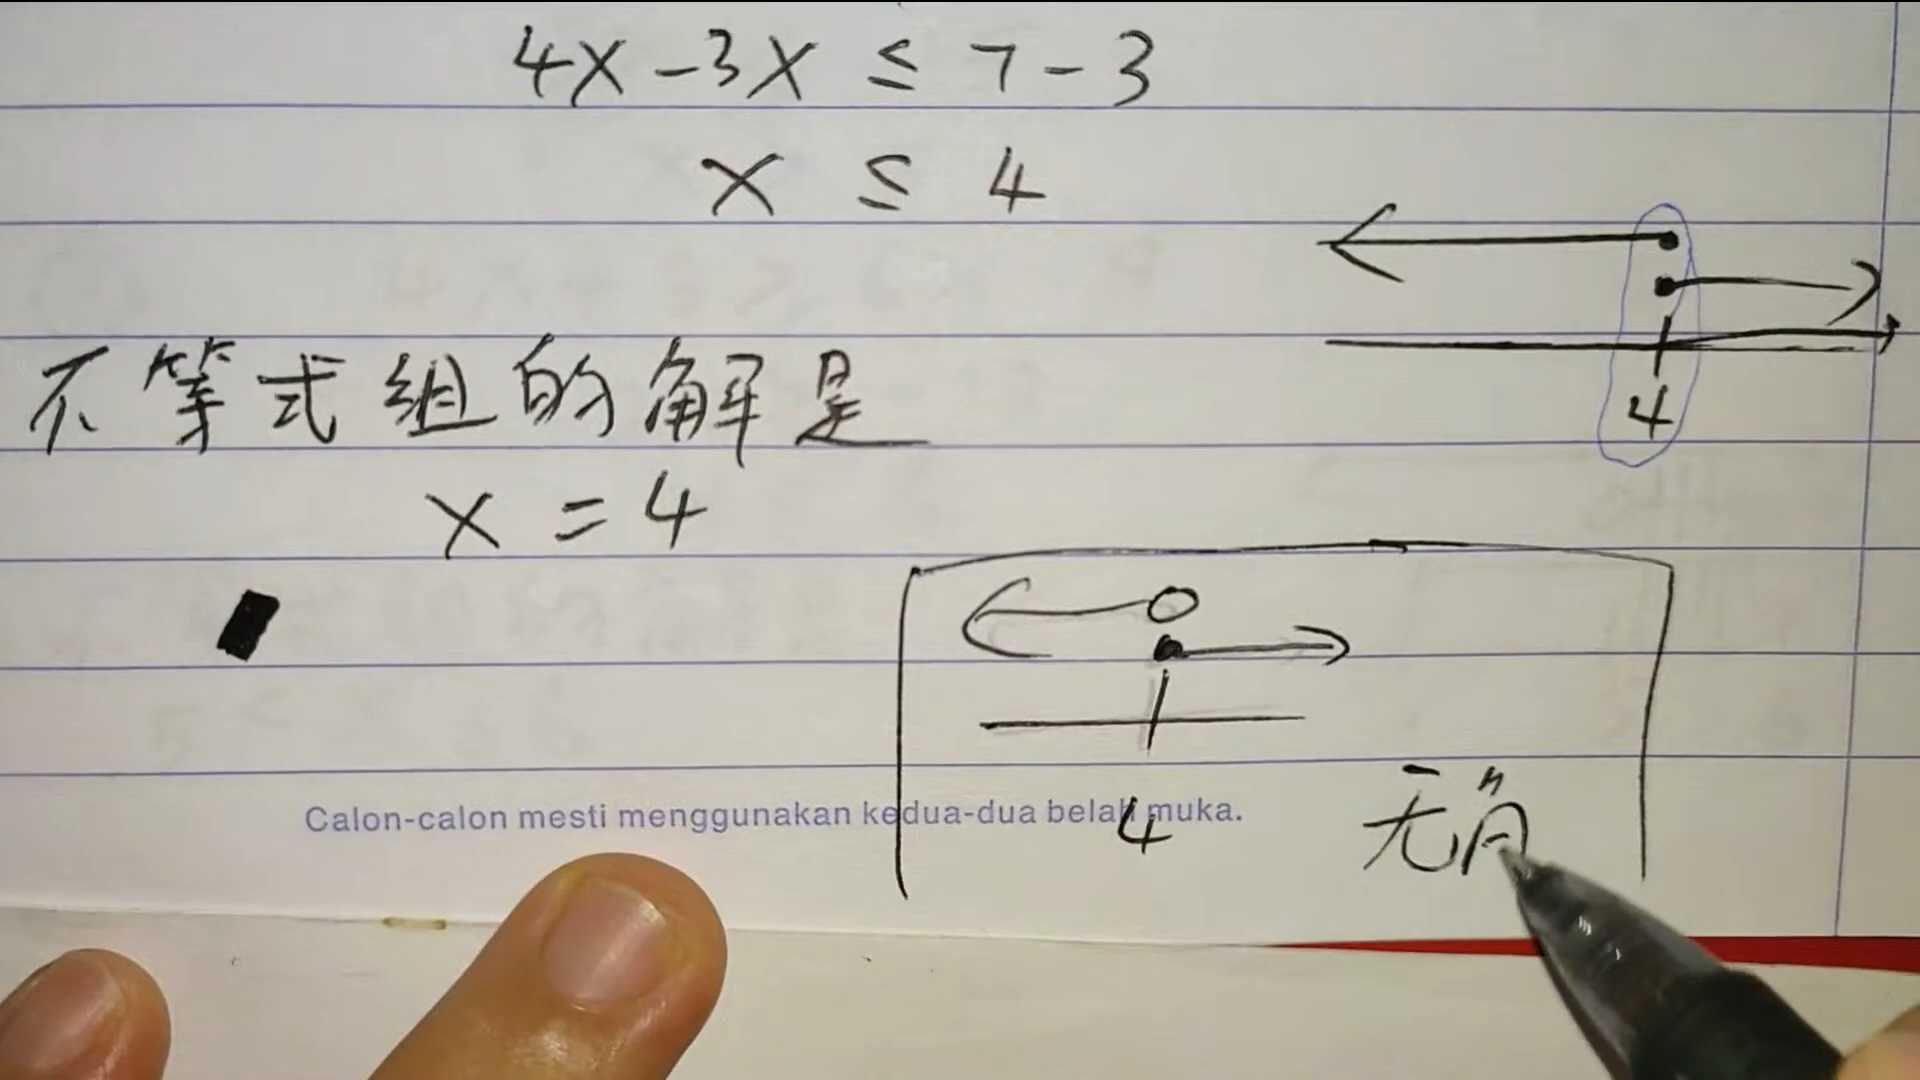 4x - 3x ≤ 7 - 3
x ≤ 4
4
不等式组的解是
x = 4
4
无
Calon-calon mesti menggunakan kedua-dua belah muka.